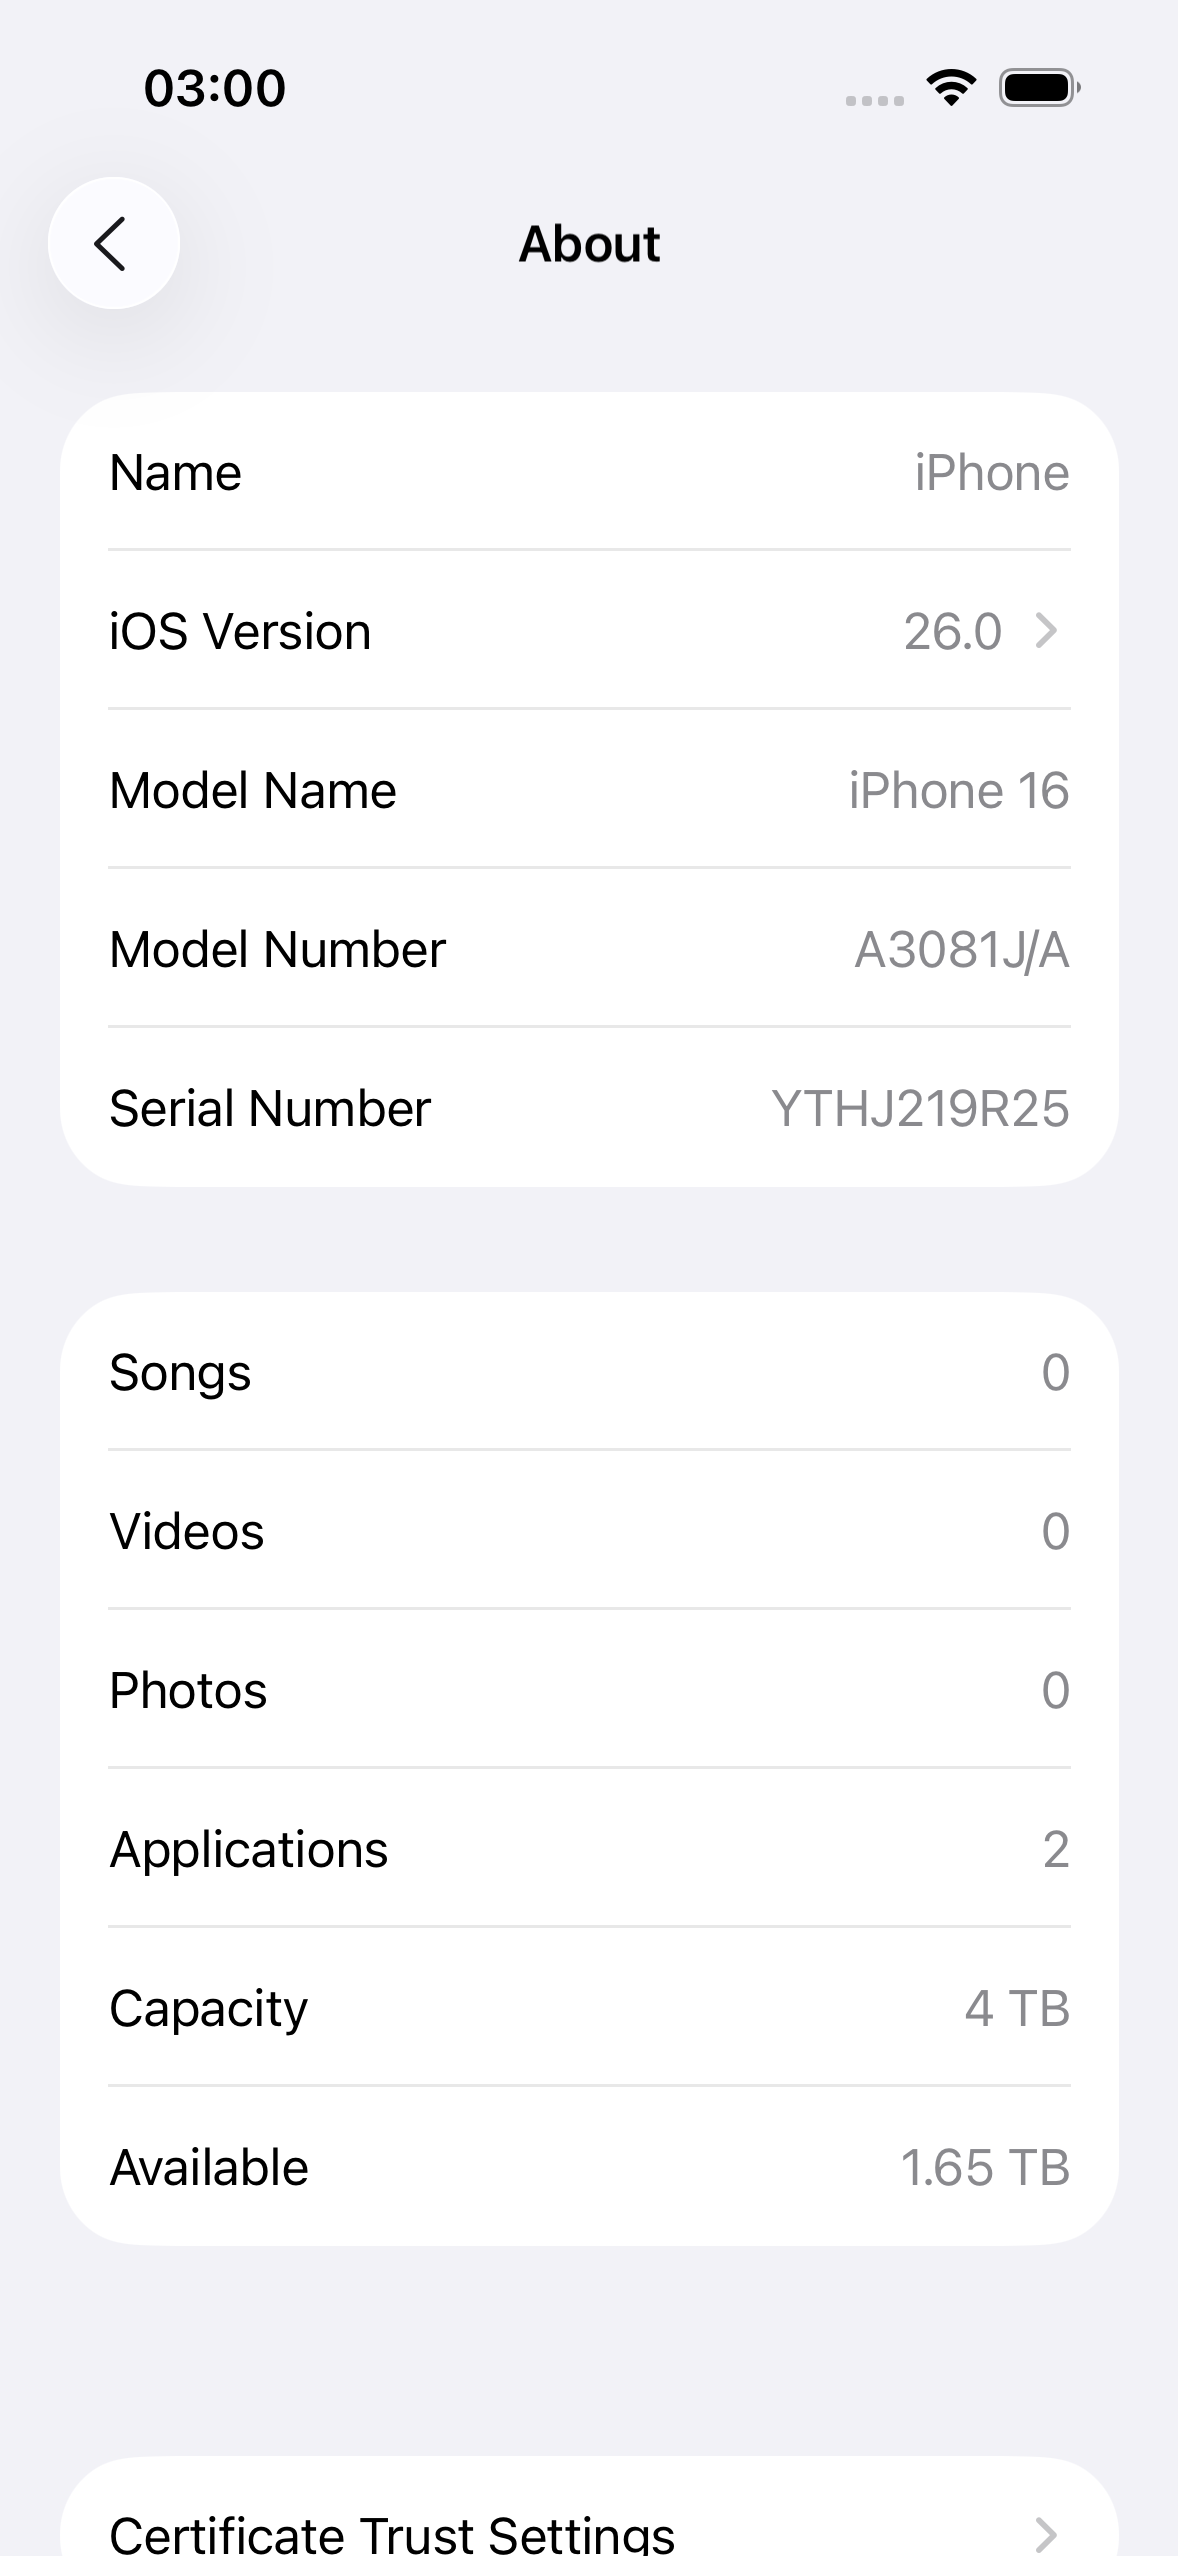 03:00
About
Name iPhone
iOS Version 26.0
Model Name iPhone 16
Model Number A3081J/A
Serial Number YTHJ219R25
Songs 0
Videos 0
Photos 0
Applications 2
Capacity 4 TB
Available 1.65 TB
Certificate Trust Settings